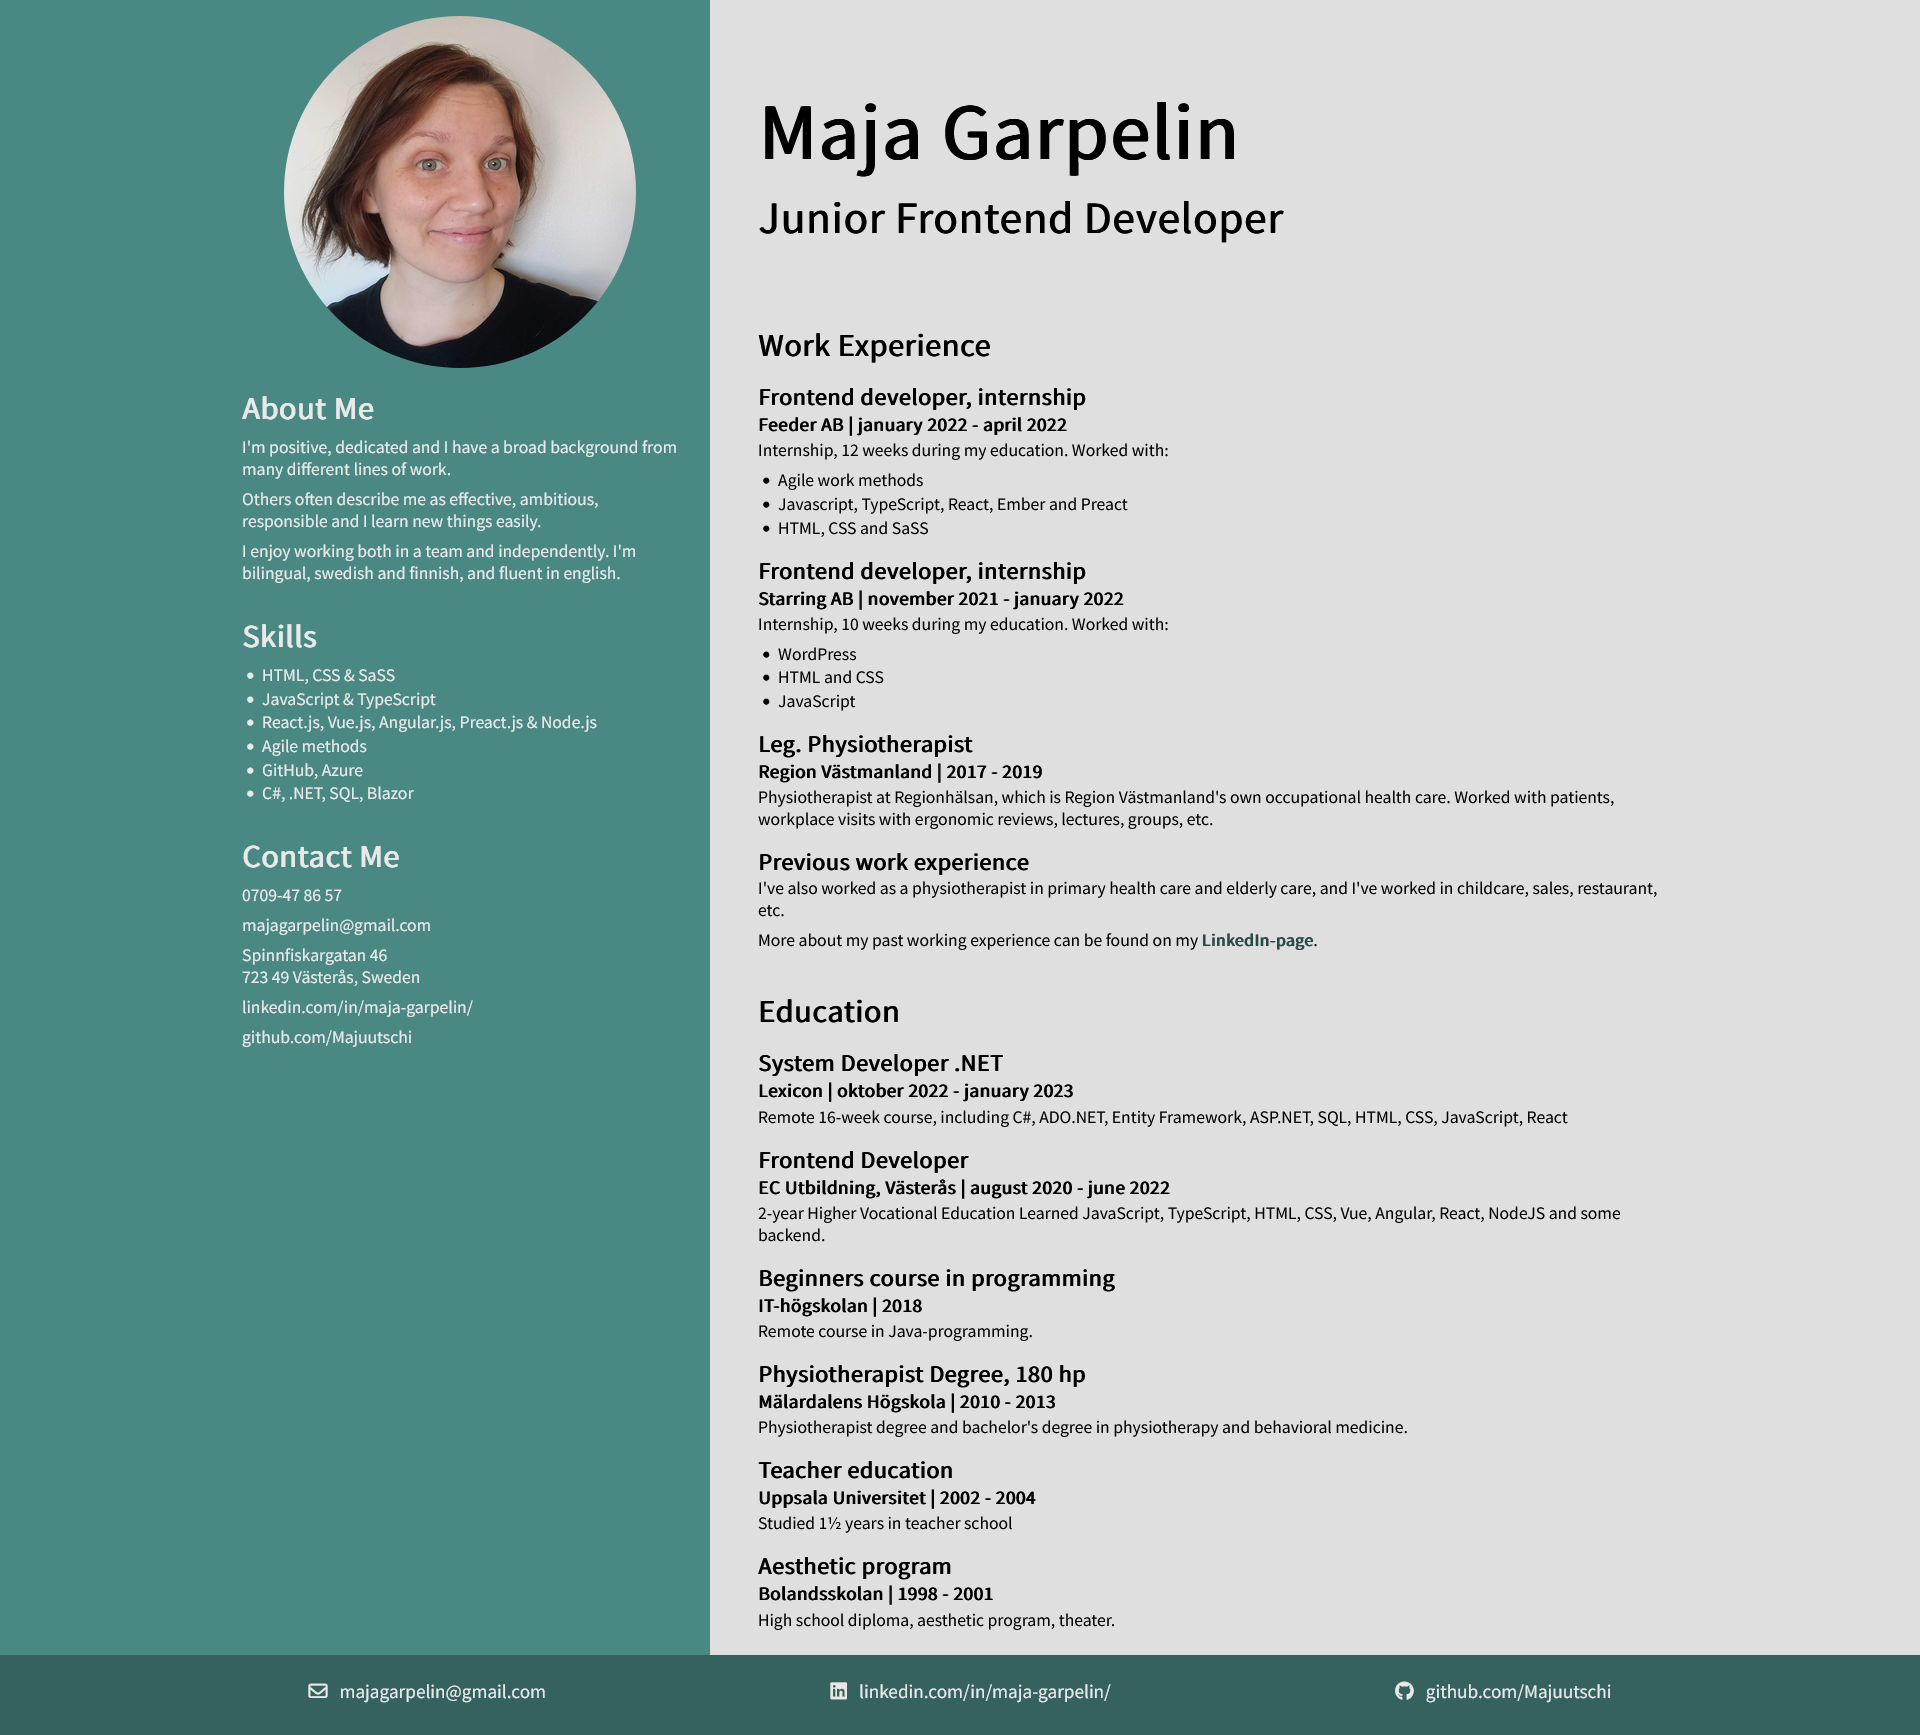 About Me
I'm positive, dedicated and I have a broad background from
many different lines of work.
Others often describe me as effective, ambitious,
responsible and I learn new things easily.
I enjoy working both in a team and independently. I'm
bilingual, swedish and finnish, and fluent in english.
Skills
• HTML, CSS & SaSS
• JavaScript & TypeScript
• React.js, Vue.js, Angular.js, Preact.js & Node.js
• Agile methods
• GitHub, Azure
• C#, .NET, SQL, Blazor
Contact Me
0709-47 86 57
majagarpelin@gmail.com
Spinnfiskargatan 46
723 49 Västerås, Sweden
linkedin.com/in/maja-garpelin/
github.com/Majuutschi
Maja Garpelin
Junior Frontend Developer
Work Experience
Frontend developer, internship
Feeder AB | january 2022 - april 2022
Internship, 12 weeks during my education. Worked with:
• Agile work methods
• Javascript, TypeScript, React, Ember and Preact
• HTML, CSS and SaSS
Frontend developer, internship
Starring AB | november 2021 - january 2022
Internship, 10 weeks during my education. Worked with:
• WordPress
• HTML and CSS
• JavaScript
Leg. Physiotherapist
Region Västmanland | 2017 - 2019
Physiotherapist at Regionhälsan, which is Region Västmanland's own occupational health care. Worked with patients,
workplace visits with ergonomic reviews, lectures, groups, etc.
Previous work experience
I've also worked as a physiotherapist in primary health care and elderly care, and I've worked in childcare, sales, restaurant,
etc.
More about my past working experience can be found on my LinkedIn-page.
Education
System Developer .NET
Lexicon | oktober 2022 - january 2023
Remote 16-week course, including C#, ADO.NET, Entity Framework, ASP.NET, SQL, HTML, CSS, JavaScript, React
Frontend Developer
EC Utbildning, Västerås | august 2020 - june 2022
2-year Higher Vocational Education Learned JavaScript, TypeScript, HTML, CSS, Vue, Angular, React, NodeJS and some
backend.
Beginners course in programming
IT-högskolan | 2018
Remote course in Java-programming.
Physiotherapist Degree, 180 hp
Mälardalens Högskola | 2010 - 2013
Physiotherapist degree and bachelor's degree in physiotherapy and behavioral medicine.
Teacher education
Uppsala Universitet | 2002 - 2004
Studied 1½ years in teacher school
Aesthetic program
Bolandsskolan | 1998 - 2001
High school diploma, aesthetic program, theater.
majagarpelin@gmail.com
linkedin.com/in/maja-garpelin/
github.com/Majuutschi